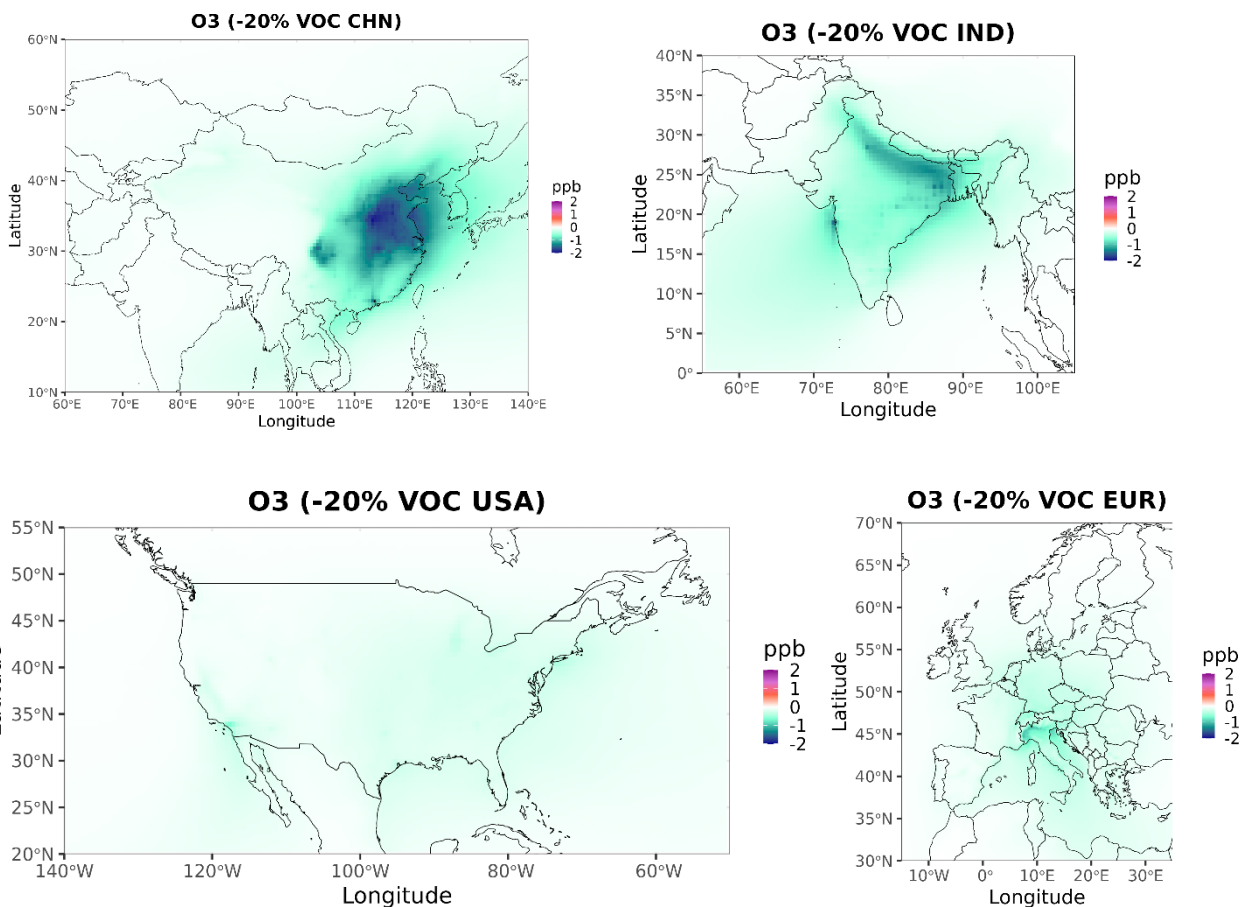 O3 (-20% VOC CHN)
60°N
50°N
40°N
30°N
20°N
10°N
Latitude
60°E 70°E 80°E 90°E 100°E 110°E 120°E 130°E 140°E
Longitude
ppb
2
1
0
-1
-2
O3 (-20% VOC IND)
40°N
35°N
30°N
25°N
20°N
15°N
10°N
5°N
0°
Latitude
60°E 70°E 80°E 90°E 100°E
Longitude
ppb
2
1
0
-1
-2
O3 (-20% VOC USA)
55°N
50°N
45°N
40°N
35°N
30°N
25°N
20°N
140°W 120°W 100°W 80°W 60°W
Longitude
ppb
2
1
0
-1
-2
O3 (-20% VOC EUR)
70°N
65°N
60°N
55°N
50°N
45°N
40°N
35°N
30°N
Latitude
10°W 0° 10°E 20°E 30°E
Longitude
ppb
2
1
0
-1
-2